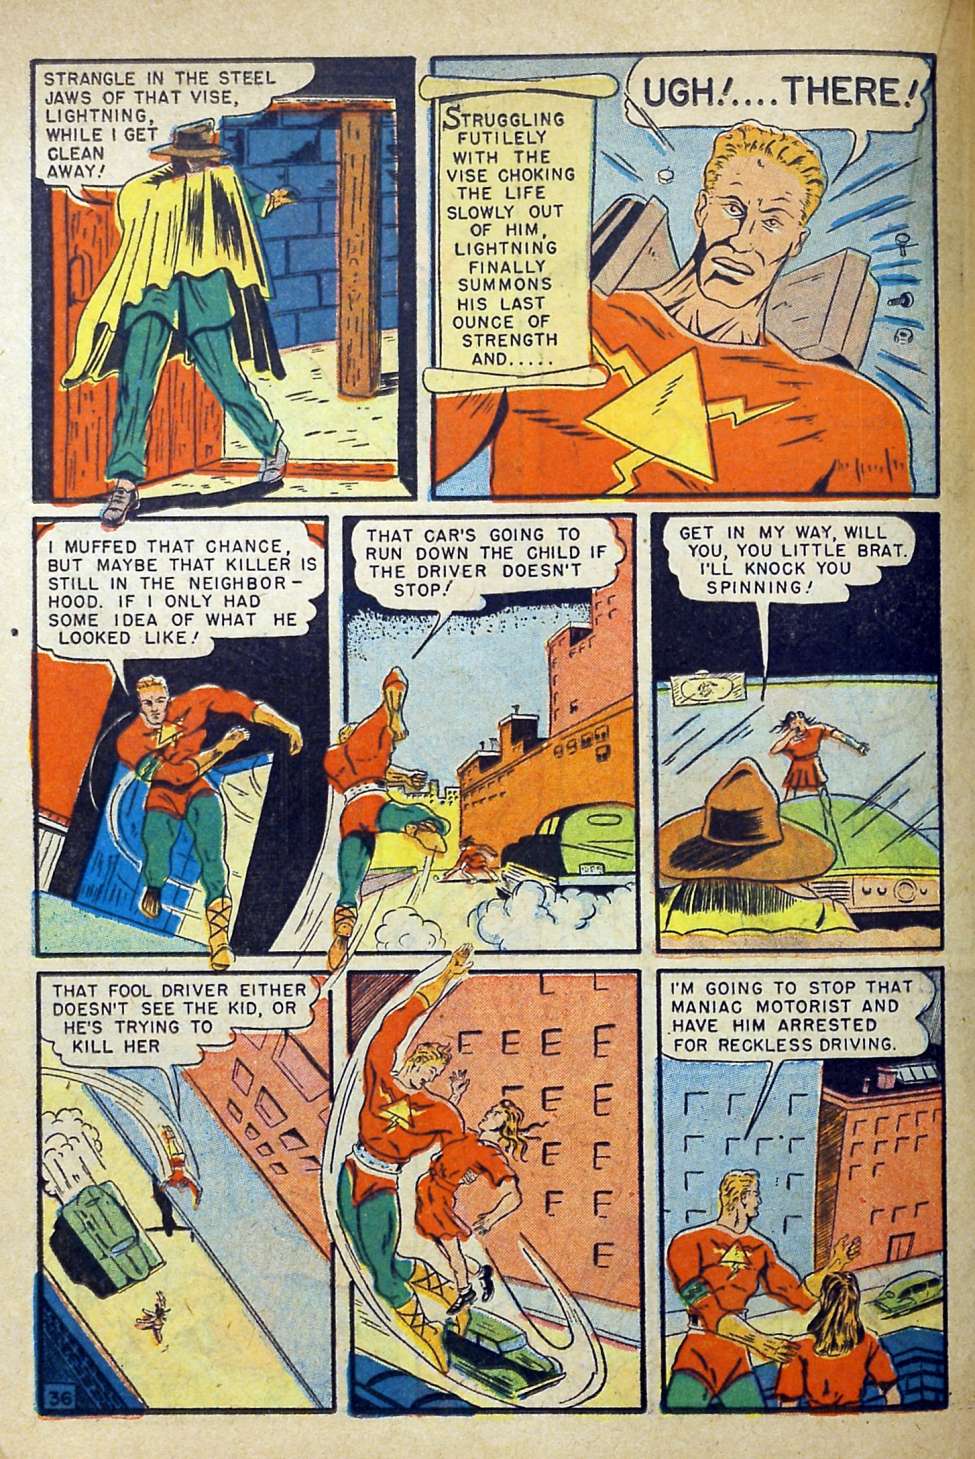 STRANGLE IN THE STEEL
JAWS OF THAT VISE,
LIGHTNING,
WHILE I GET
CLEAN
AWAY!
STRUGGLING
FUTILELY
WITH THE
VISE CHOKING
THE LIFE
SLOWLY OUT
OF HIM,
LIGHTNING
FINALLY
SUMMONS
HIS LAST
OUNCE OF
STRENGTH
AND.....
UGH!....THERE!
I MUFFED THAT CHANCE,
BUT MAYBE THAT KILLER IS
STILL IN THE NEIGHBOR-
HOOD. IF I ONLY HAD
SOME IDEA OF WHAT HE
LOOKED LIKE!
THAT CAR'S GOING TO
RUN DOWN THE CHILD IF
THE DRIVER DOESN'T
STOP!
GET IN MY WAY, WILL
YOU, YOU LITTLE BRAT.
I'LL KNOCK YOU
SPINNING!
THAT FOOL DRIVER EITHER
DOESN'T SEE THE KID, OR
HE'S TRYING TO
KILL HER
I'M GOING TO STOP THAT
MANIAC MOTORIST AND
HAVE HIM ARRESTED
FOR RECKLESS DRIVING.
36